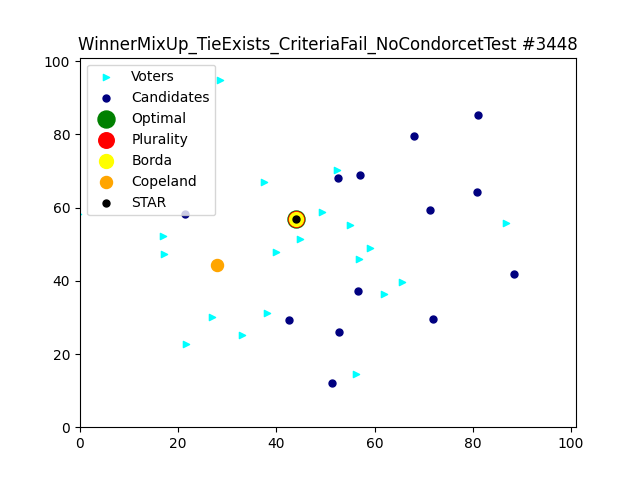 WinnerMixUp_TieExists_CriteriaFail_NoCondorcetTest #3448
Voters
Candidates
Optimal
Plurality
Borda
Copeland
STAR
100
80
60
40
20
0
0 20 40 60 80 100